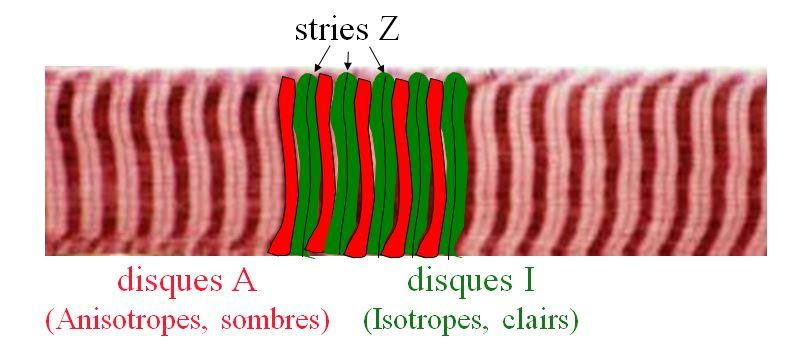 stries Z
disques A
(Anisotropes, sombres)
disques I
(Isotropes, clairs)